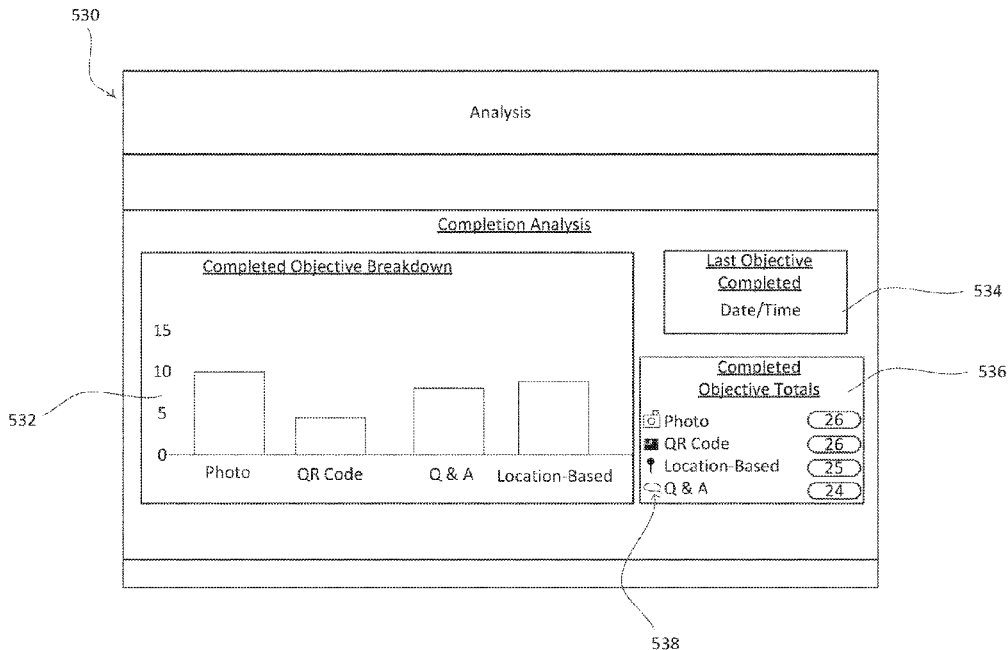 530
Analysis
Completion Analysis
Completed Objective Breakdown
15
10
5
0
Photo
QR Code
Q & A
Location-Based
532
Last Objective
Completed
Date/Time
534
Completed
Objective Totals
Photo 26
QR Code 26
Location-Based 25
Q & A 24
536
538